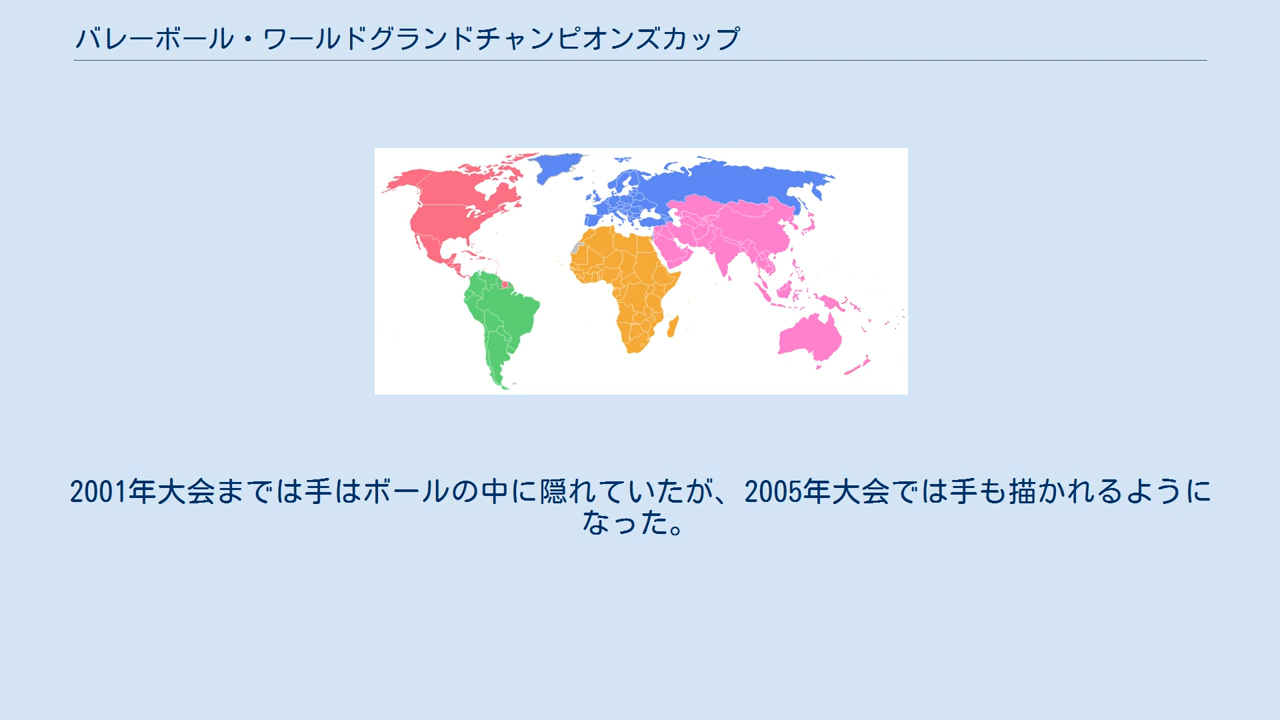 バレーボール・ワールドグランドチャンピオンズカップ
2001年大会までは手はボールの中に隠れていたが、2005年大会では手も描かれるように
なった。